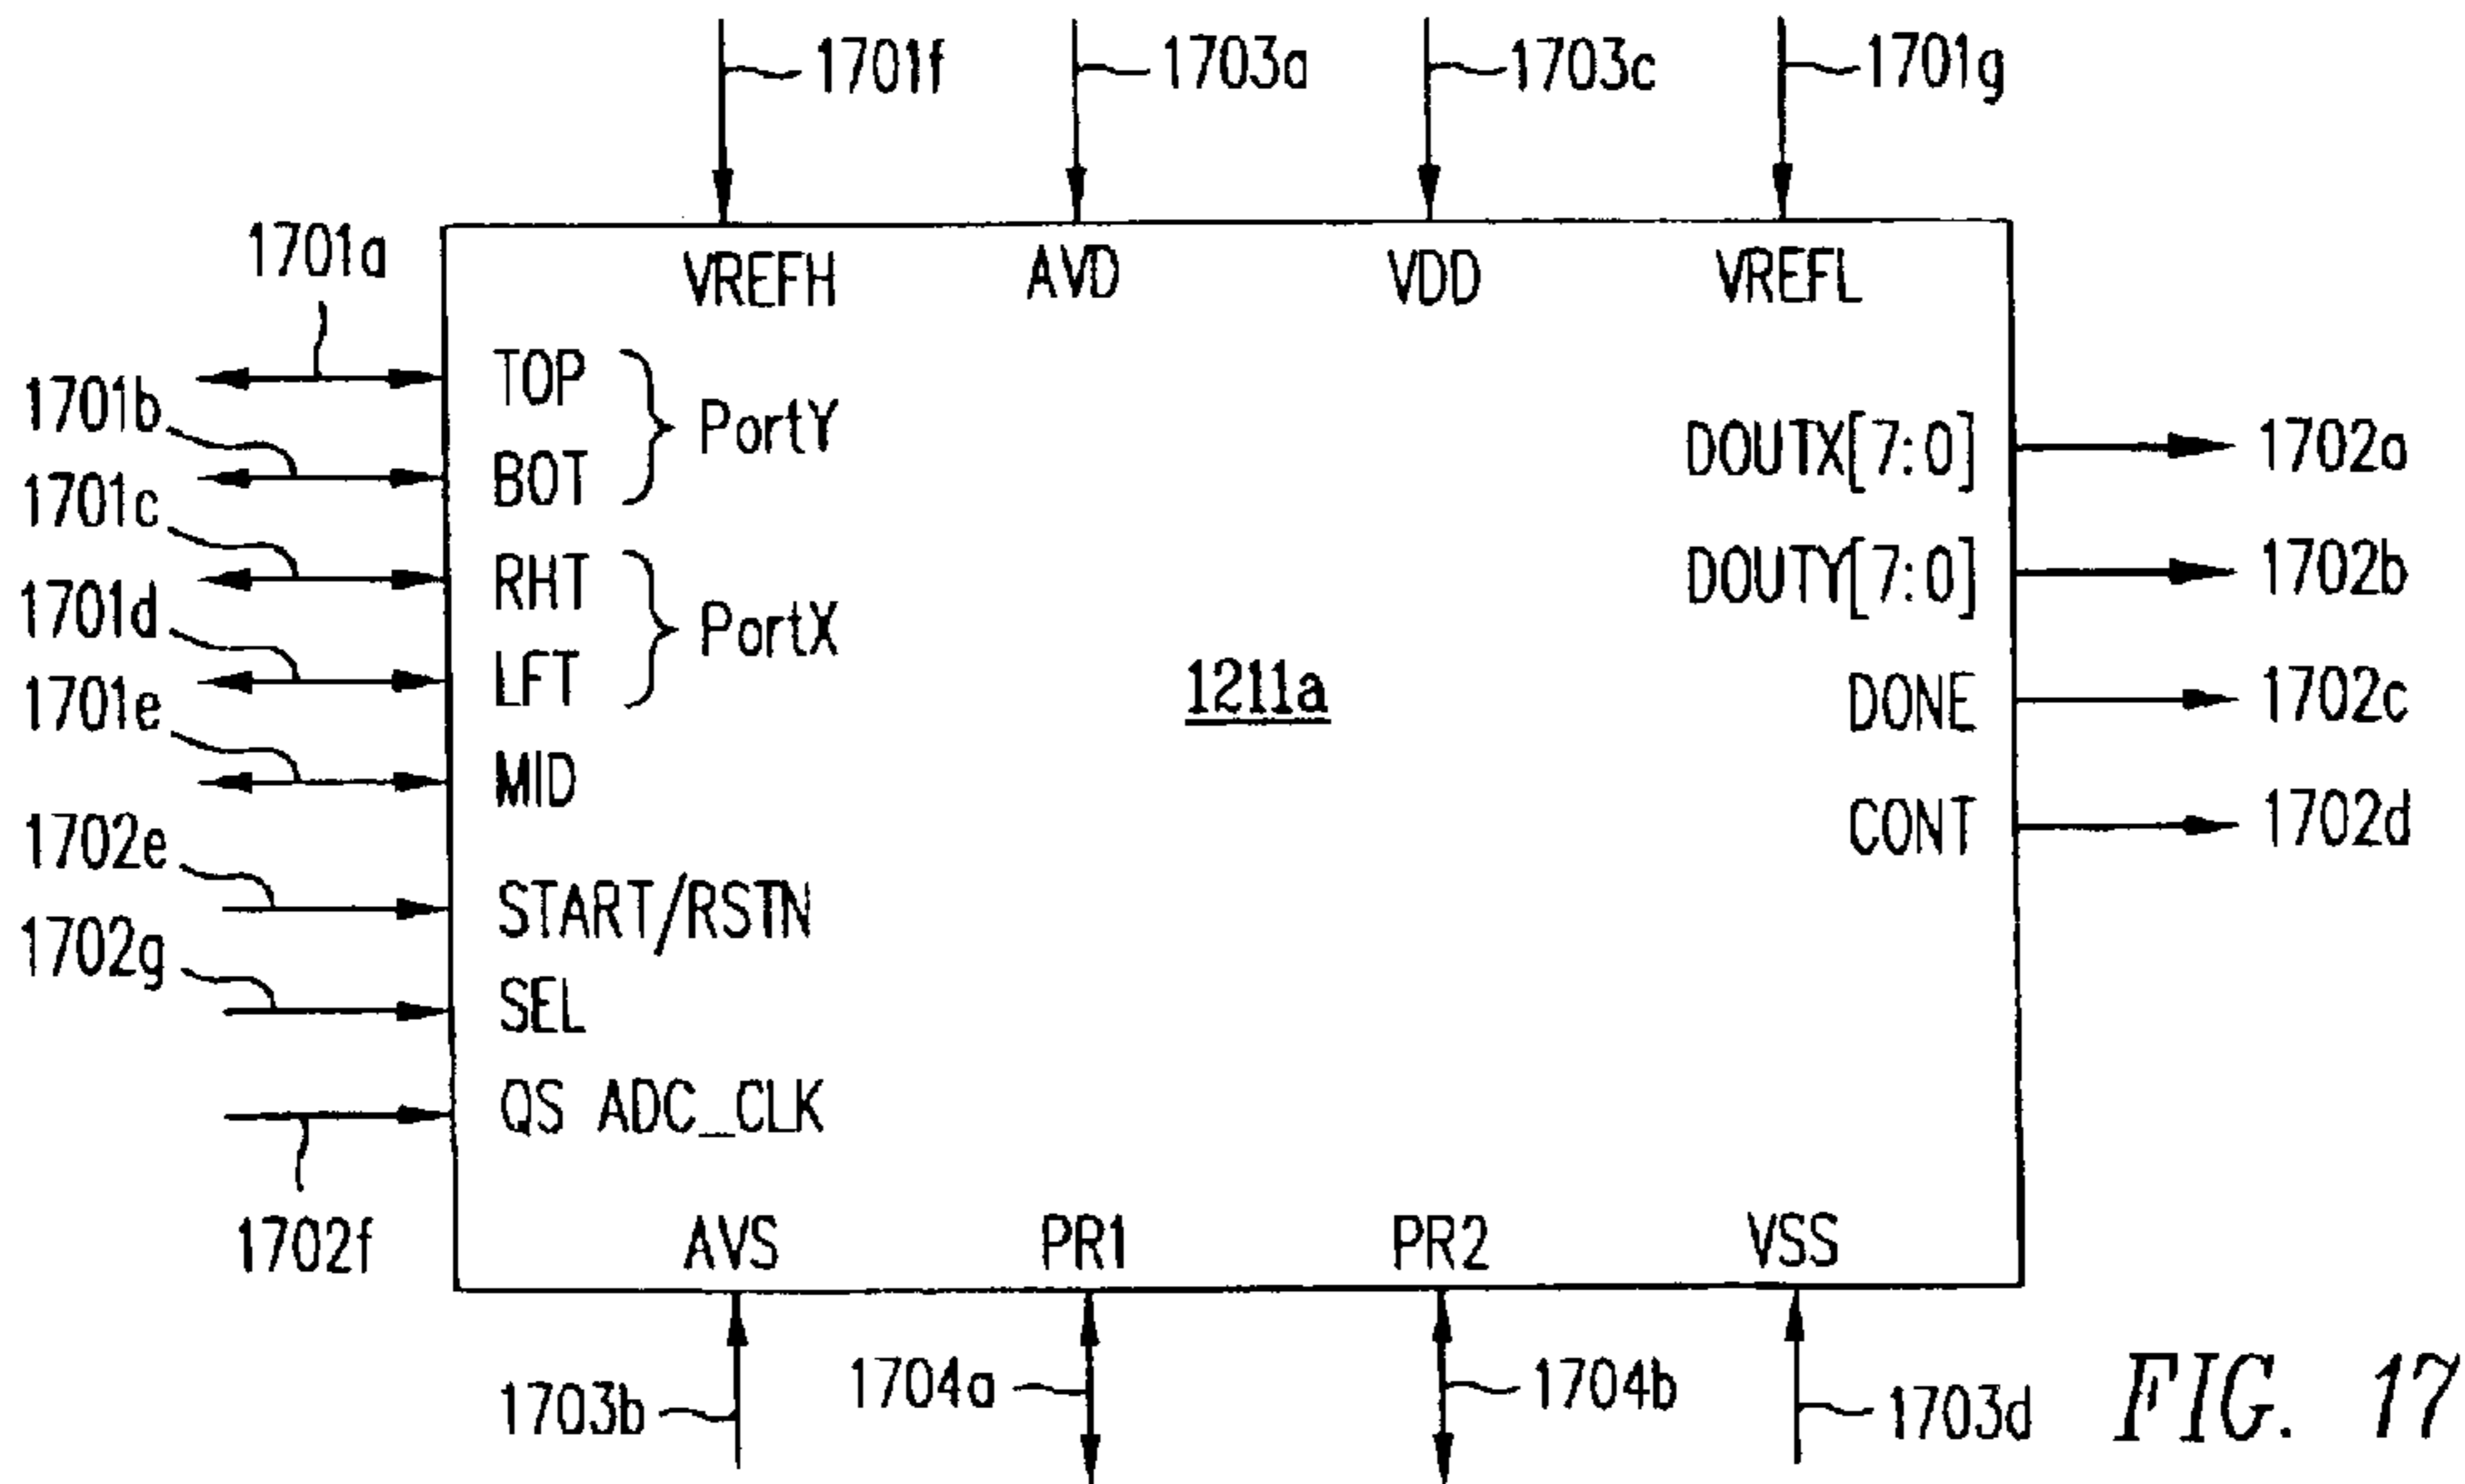 1701f
1703a
1703c
1701g
1701a
VREFH
AVD
VDD
VREFL
1701b
TOP
BOT
PortY
DOUTX[7:0]
1702a
1701c
1701d
RHT
LFT
PortX
DOUTY[7:0]
1702b
1701e
MID
1211a
DONE
1702c
CONT
1702d
1702e
START/RSTN
1702g
SEL
QS ADC_CLK
1702f
AVS
PR1
PR2
VSS
1703b
1704a
1704b
1703d
FIG. 17